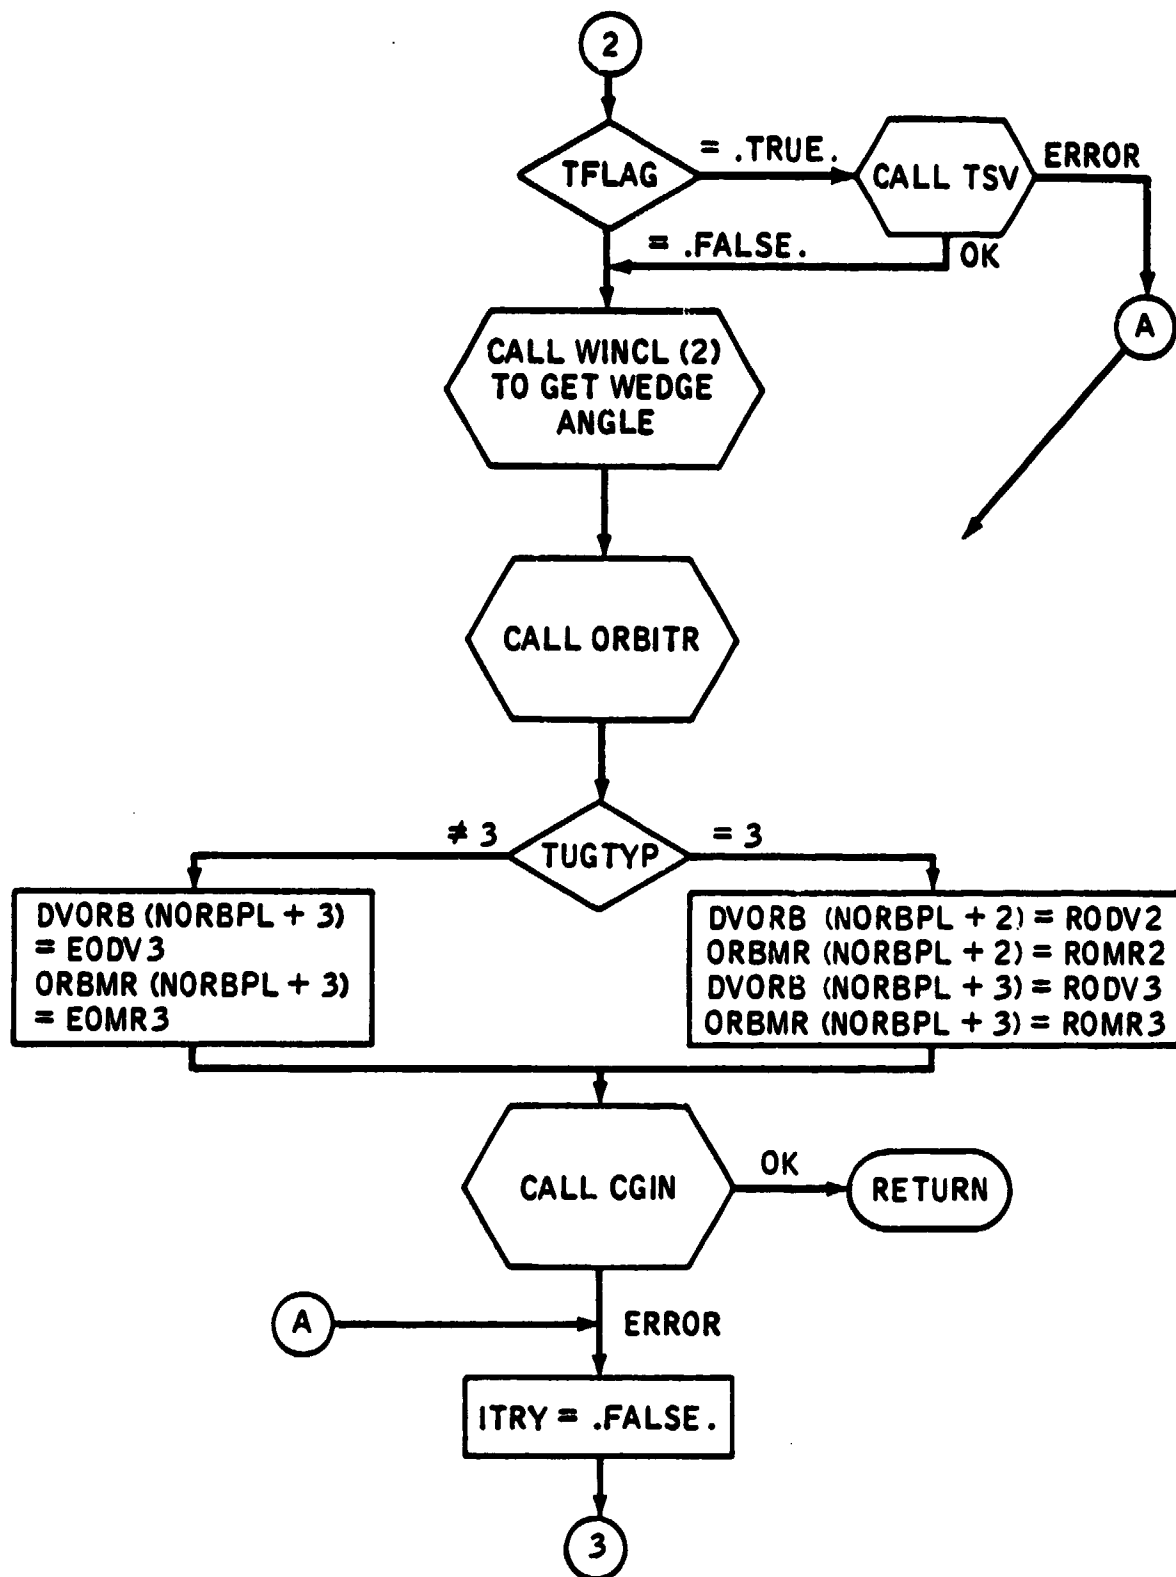 2
TFLAG
= .TRUE.
CALL TSV
ERROR
= .FALSE.
OK
A
CALL WINCL (2)
TO GET WEDGE
ANGLE
CALL ORBITR
≠ 3
TUGTYP
= 3
DVORB (NORBPL + 3)
= EODV3
ORBMR (NORBPL + 3)
= EOMR3
DVORB (NORBPL + 2) = RODV2
ORBMR (NORBPL + 2) = ROMR2
DVORB (NORBPL + 3) = RODV3
ORBMR (NORBPL + 3) = ROMR3
CALL CGIN
OK
RETURN
A
ERROR
ITRY = .FALSE.
3